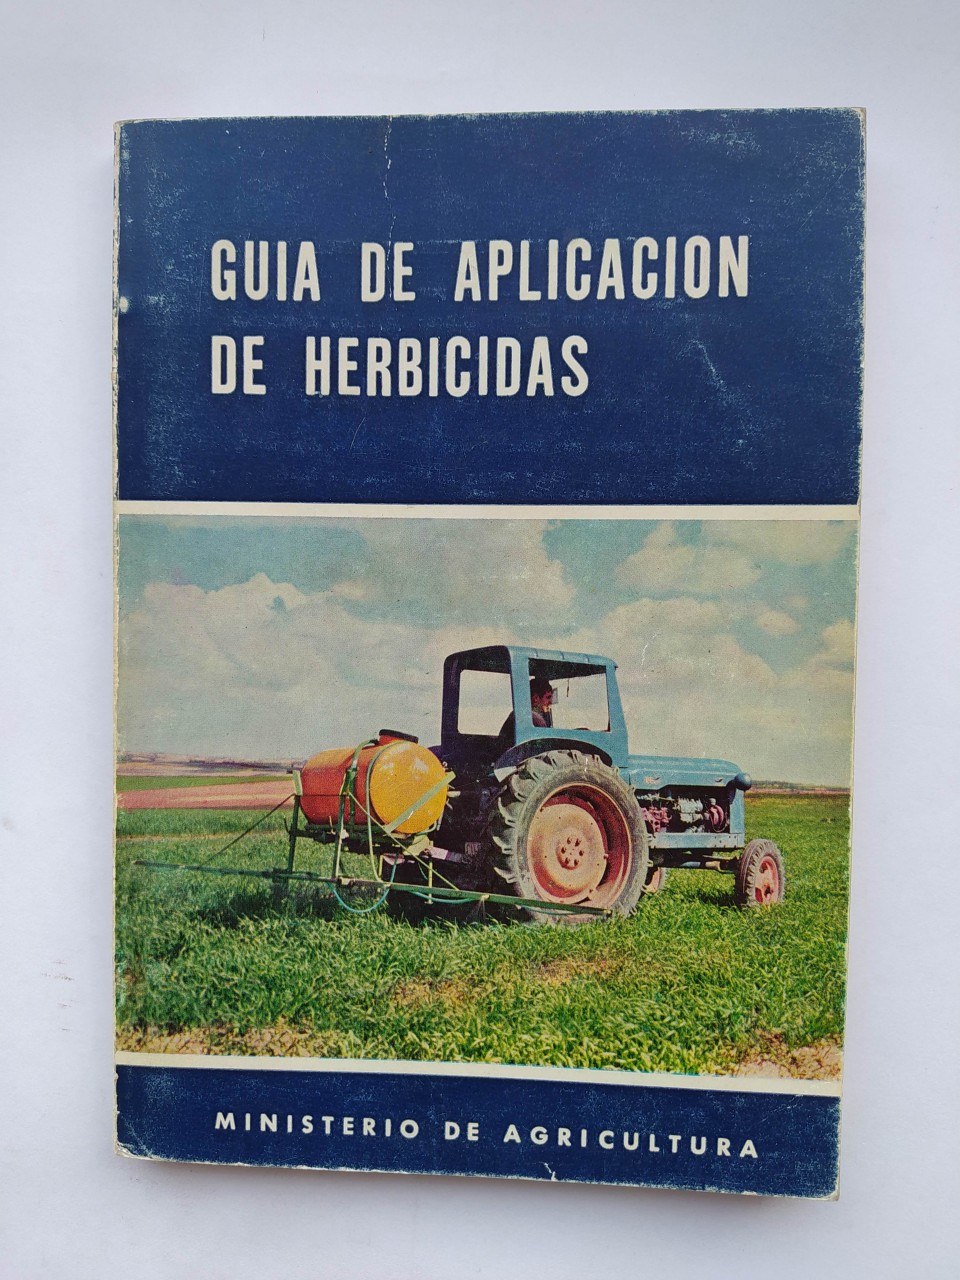 GUIA DE APLICACION
DE HERBICIDAS
MINISTERIO DE AGRICULTURA